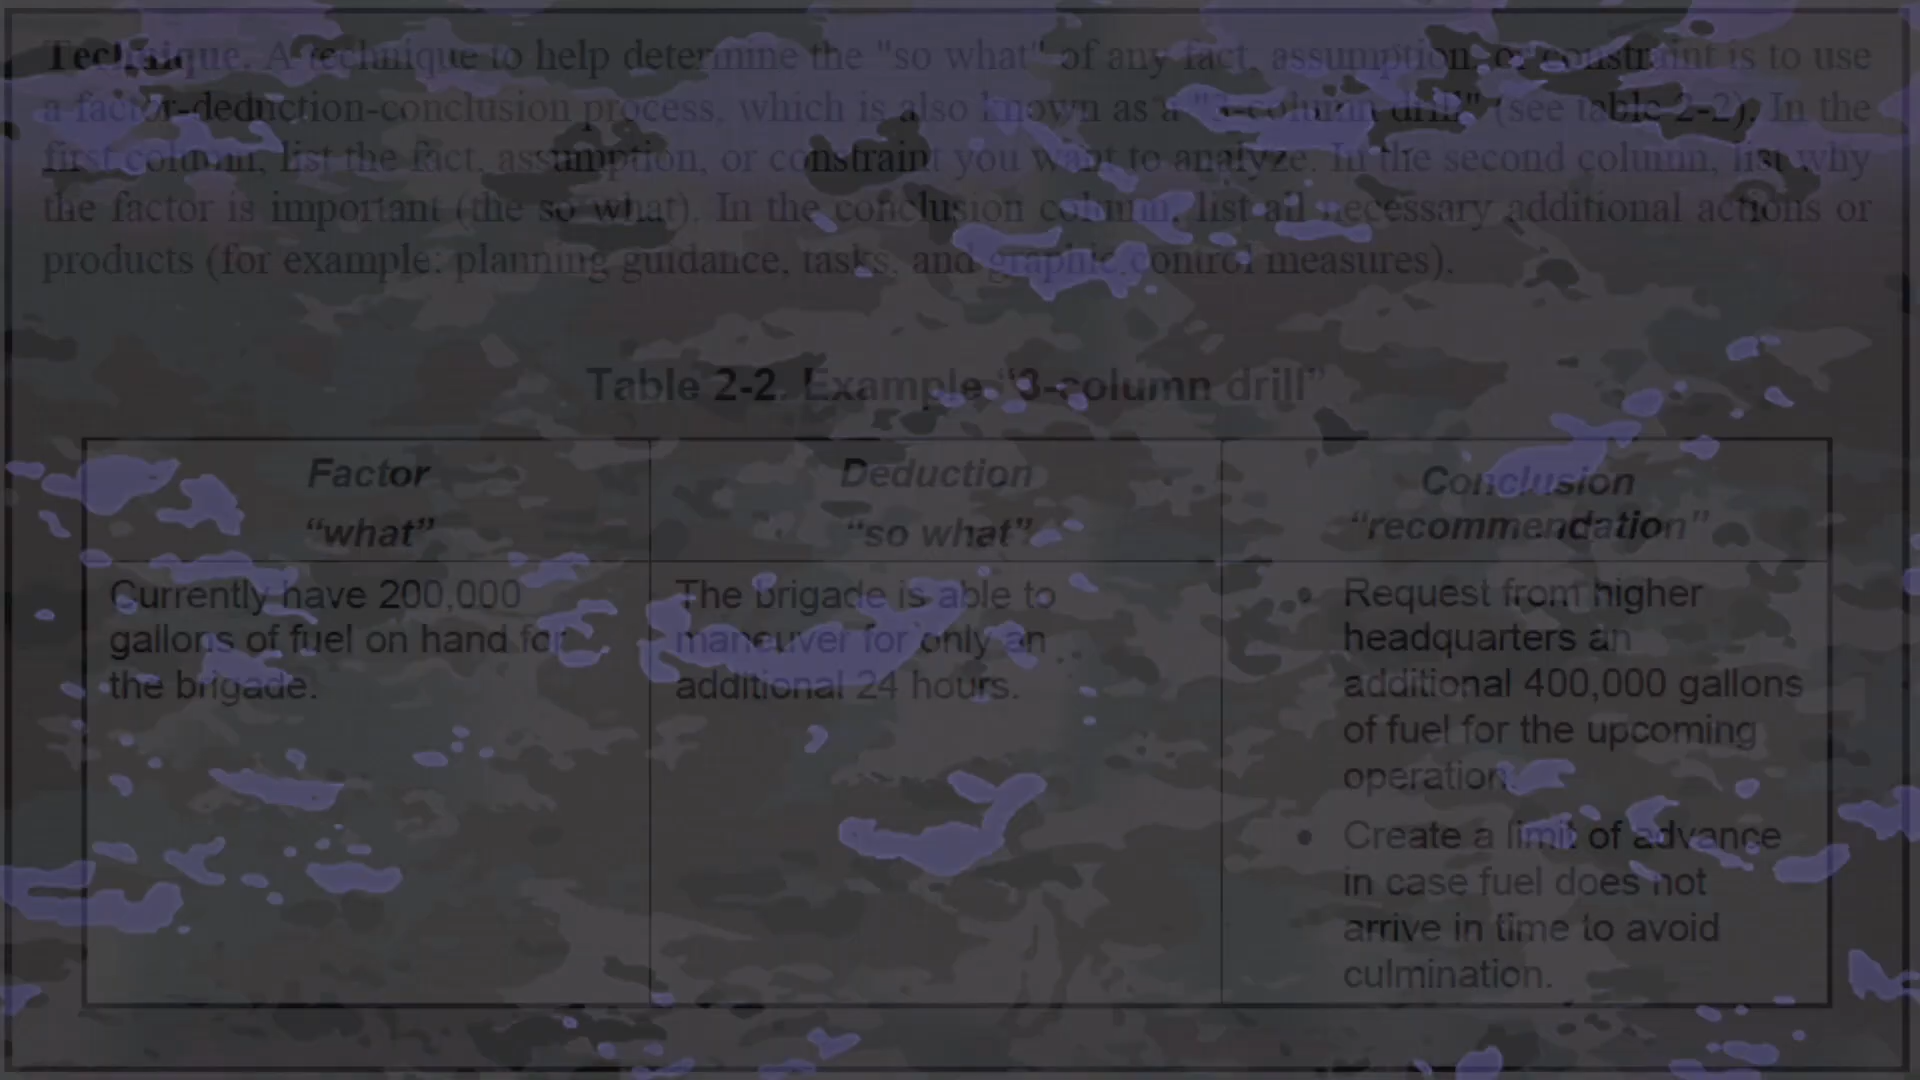 Technique. A technique to help determine the "so what" of any fact, assumption, or constraint is to use
a factor-deduction-conclusion process, which is also known as a "3-column drill" (see table 2-2). In the
first column, list the fact, assumption, or constraint you want to analyze. In the second column, list why
the factor is important (the so what). In the conclusion column, list all necessary additional actions or
products (for example: planning guidance, tasks, and graphic control measures).
Table 2-2. Example “3-column drill”
Factor
“what”
Deduction
“so what”
Conclusion
“recommendation”
Currently have 200,000
gallons of fuel on hand for
the brigade.
The brigade is able to
maneuver for only an
additional 24 hours.
• Request from higher
headquarters an
additional 400,000 gallons
of fuel for the upcoming
operation.
• Create a limit of advance
in case fuel does not
arrive in time to avoid
culmination.